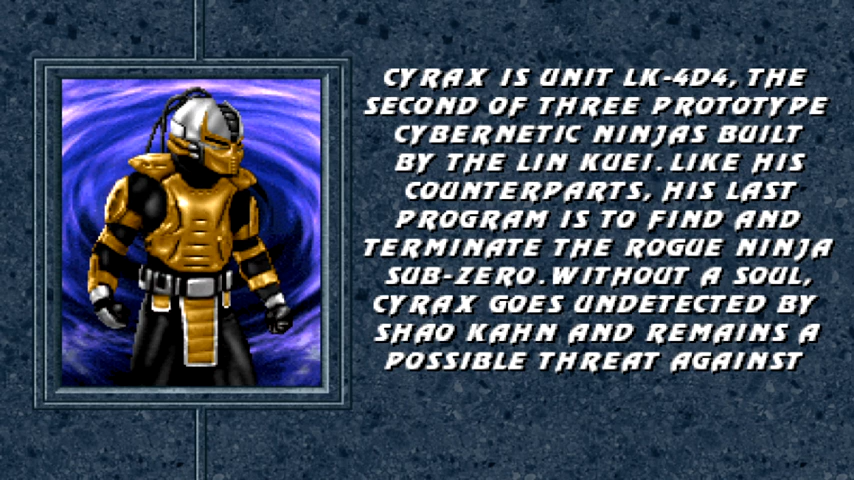 CYRAX IS UNIT LK-4D4, THE
SECOND OF THREE PROTOTYPE
CYBERNETIC NINJAS BUILT
BY THE LIN KUEI. LIKE HIS
COUNTERPARTS, HIS LAST
PROGRAM IS TO FIND AND
TERMINATE THE ROGUE NINJA
SUB-ZERO. WITHOUT A SOUL,
CYRAX GOES UNDETECTED BY
SHAO KAHN AND REMAINS A
POSSIBLE THREAT AGAINST